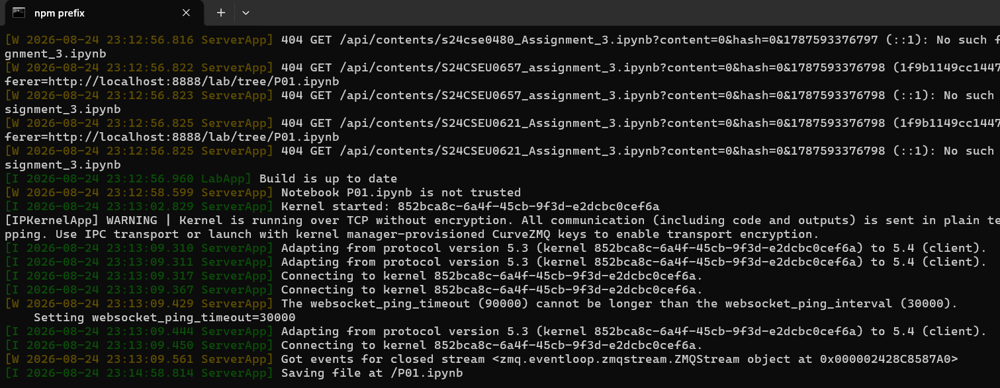 npm prefix
[W 2026-08-24 23:12:56.816 ServerApp] 404 GET /api/contents/s24cse0480_Assignment_3.ipynb?content=0&hash=0&1787593376797 (::1): No such f
gnment_3.ipynb
[W 2026-08-24 23:12:56.822 ServerApp] 404 GET /api/contents/S24CSEU0657_assignment_3.ipynb?content=0&hash=0&1787593376798 (1f9b1149cc1447
ferer=http://localhost:8888/lab/tree/P01.ipynb
[W 2026-08-24 23:12:56.823 ServerApp] 404 GET /api/contents/S24CSEU0657_assignment_3.ipynb?content=0&hash=0&1787593376798 (::1): No such
signment_3.ipynb
[W 2026-08-24 23:12:56.825 ServerApp] 404 GET /api/contents/S24CSEU0621_Assignment_3.ipynb?content=0&hash=0&1787593376798 (1f9b1149cc1447
ferer=http://localhost:8888/lab/tree/P01.ipynb
[W 2026-08-24 23:12:56.825 ServerApp] 404 GET /api/contents/S24CSEU0621_Assignment_3.ipynb?content=0&hash=0&1787593376798 (::1): No such
signment_3.ipynb
[I 2026-08-24 23:12:56.960 LabApp] Build is up to date
[W 2026-08-24 23:12:58.599 ServerApp] Notebook P01.ipynb is not trusted
[I 2026-08-24 23:13:02.829 ServerApp] Kernel started: 852bca8c-6a4f-45cb-9f3d-e2dcbc0cef6a
[IPKernelApp] WARNING | Kernel is running over TCP without encryption. All communication (including code and outputs) is sent in plain te
pping. Use IPC transport or launch with kernel manager-provisioned CurveZMQ keys to enable transport encryption.
[I 2026-08-24 23:13:09.310 ServerApp] Adapting from protocol version 5.3 (kernel 852bca8c-6a4f-45cb-9f3d-e2dcbc0cef6a) to 5.4 (client).
[I 2026-08-24 23:13:09.311 ServerApp] Adapting from protocol version 5.3 (kernel 852bca8c-6a4f-45cb-9f3d-e2dcbc0cef6a) to 5.4 (client).
[I 2026-08-24 23:13:09.317 ServerApp] Connecting to kernel 852bca8c-6a4f-45cb-9f3d-e2dcbc0cef6a.
[I 2026-08-24 23:13:09.367 ServerApp] Connecting to kernel 852bca8c-6a4f-45cb-9f3d-e2dcbc0cef6a.
[W 2026-08-24 23:13:09.429 ServerApp] The websocket_ping_timeout (90000) cannot be longer than the websocket_ping_interval (30000).
    Setting websocket_ping_timeout=30000
[I 2026-08-24 23:13:09.444 ServerApp] Adapting from protocol version 5.3 (kernel 852bca8c-6a4f-45cb-9f3d-e2dcbc0cef6a) to 5.4 (client).
[I 2026-08-24 23:13:09.450 ServerApp] Connecting to kernel 852bca8c-6a4f-45cb-9f3d-e2dcbc0cef6a.
[W 2026-08-24 23:13:09.561 ServerApp] Got events for closed stream <zmq.eventloop.zmqstream.ZMQStream object at 0x000002428C8587A0>
[I 2026-08-24 23:14:58.814 ServerApp] Saving file at /P01.ipynb